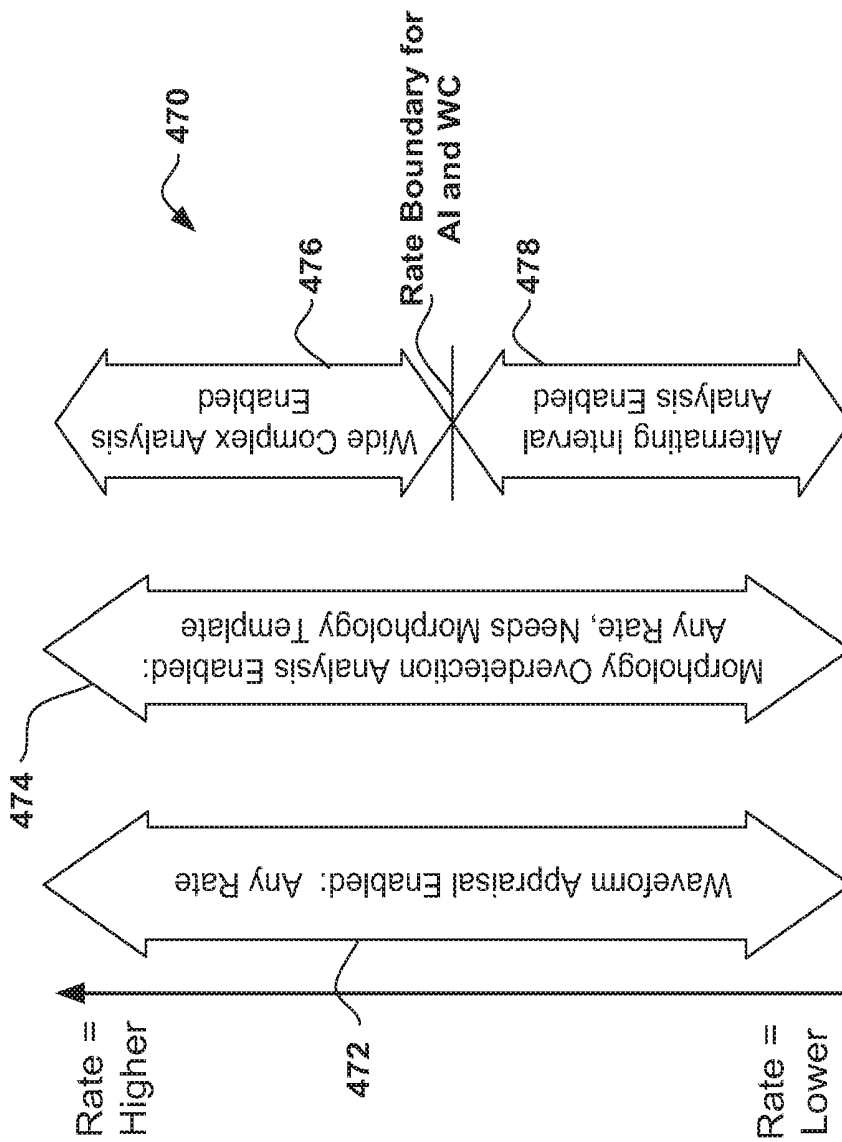 470
Rate =
Higher
Rate =
Lower
472
Waveform Appraisal Enabled: Any Rate
474
Morphology Overdetection Analysis Enabled:
Any Rate, Needs Morphology Template
476
Wide Complex Analysis
Enabled
Rate Boundary for
AI and WC
478
Alternating Interval
Analysis Enabled